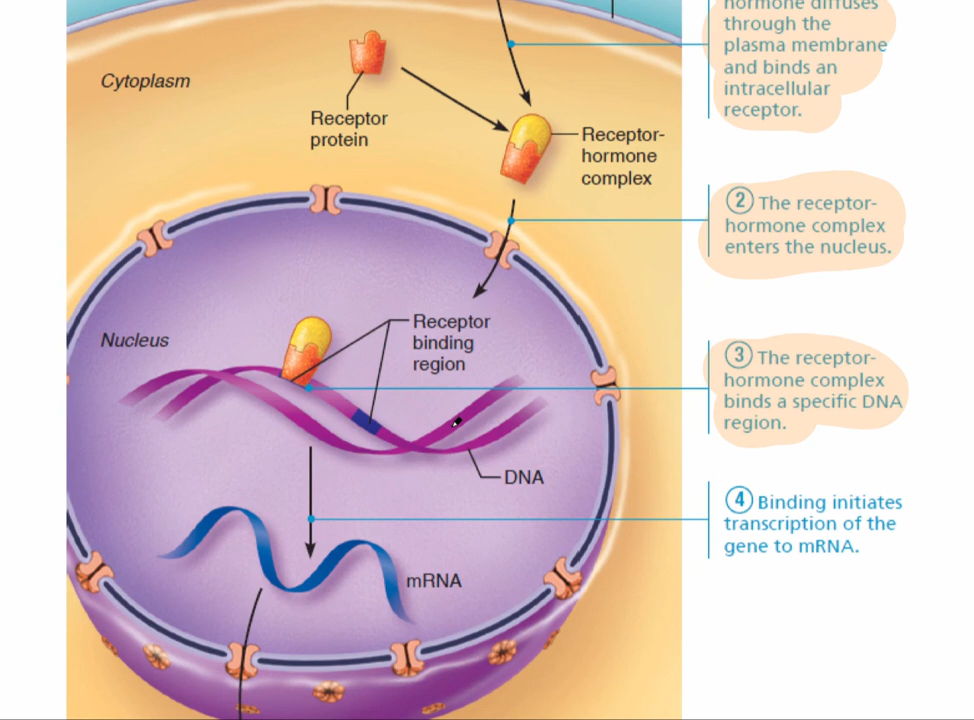 hormone diffuses
through the
plasma membrane
and binds an
intracellular
receptor.
Cytoplasm
Receptor
protein
Receptor-
hormone
complex
② The receptor-
hormone complex
enters the nucleus.
Nucleus
Receptor
binding
region
③ The receptor-
hormone complex
binds a specific DNA
region.
DNA
④ Binding initiates
transcription of the
gene to mRNA.
mRNA